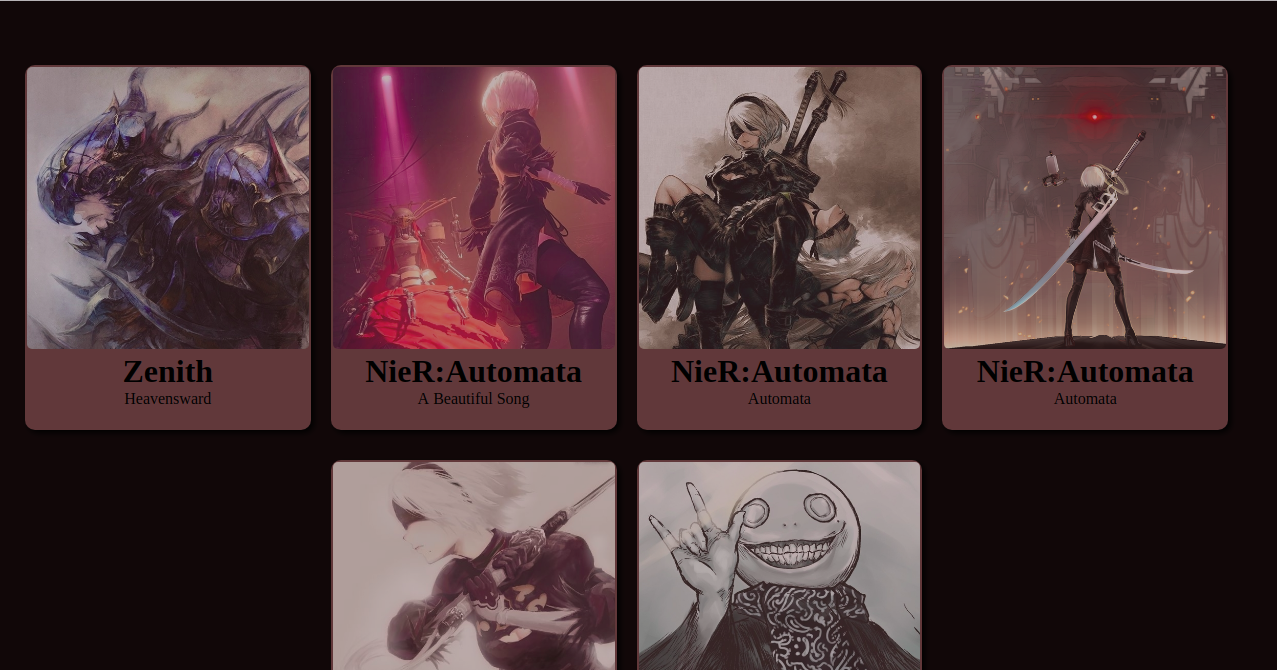 Zenith
Heavensward
NieR:Automata
A Beautiful Song
NieR:Automata
Automata
NieR:Automata
Automata